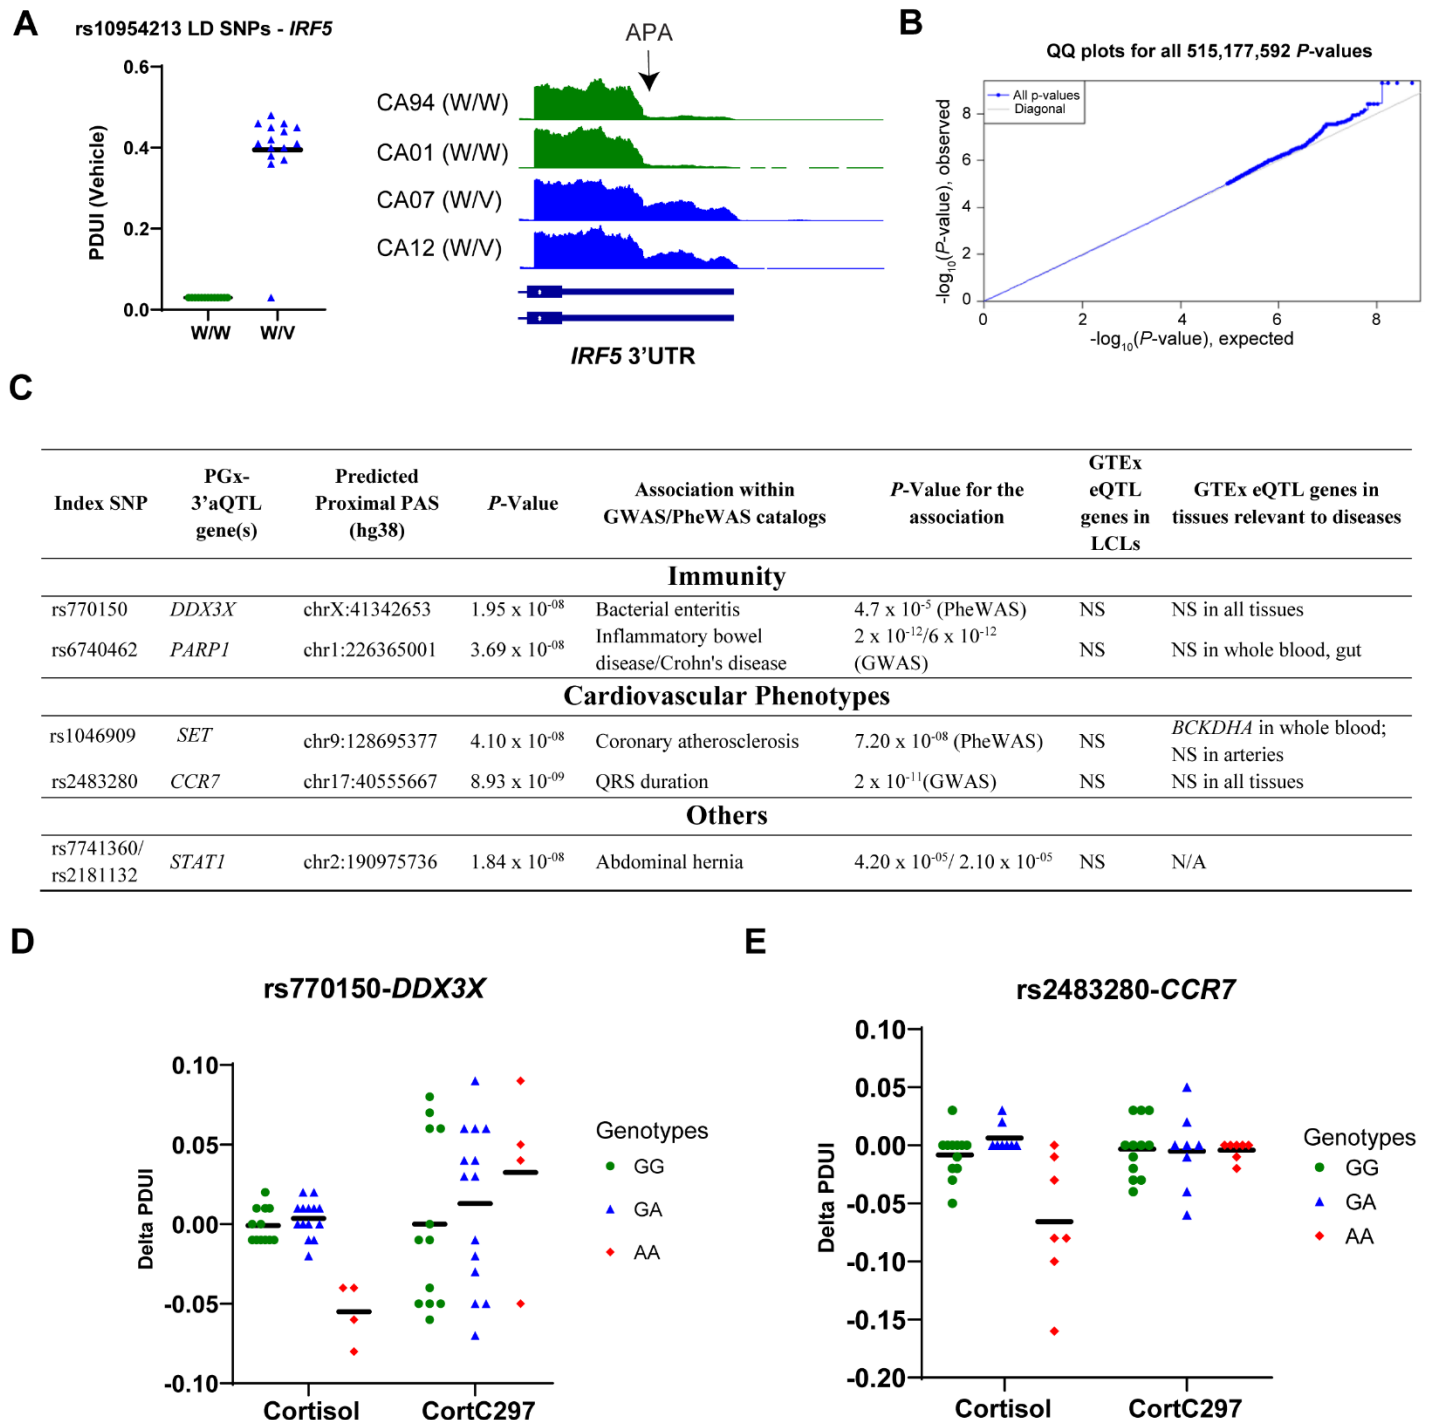 A
rs10954213 LD SNPs - IRF5
0.6
0.4
0.2
0.0
PDUI (Vehicle)
W/W
W/V
APA
CA94 (W/W)
CA01 (W/W)
CA07 (W/V)
CA12 (W/V)
IRF5 3'UTR
B
QQ plots for all 515,177,592 P-values
All p-values
Diagonal
8
6
4
2
0
-log10(P-value), observed
0
2
4
6
8
-log10(P-value), expected
C
Index SNP
PGx-
3'aQTL
gene(s)
Predicted
Proximal PAS
(hg38)
P-Value
Association within
GWAS/PheWAS catalogs
P-Value for the
association
GTEx
eQTL
genes in
LCLs
GTEx eQTL genes in
tissues relevant to diseases
Immunity
rs770150 DDX3X chrX:41342653 1.95 x 10-08 Bacterial enteritis 4.7 x 10-5 (PheWAS) NS NS in all tissues
rs6740462 PARP1 chr1:226365001 3.69 x 10-08 Inflammatory bowel
disease/Crohn's disease
2 x 10-12/6 x 10-12
(GWAS)
NS NS in whole blood, gut
Cardiovascular Phenotypes
rs1046909 SET chr9:128695377 4.10 x 10-08 Coronary atherosclerosis 7.20 x 10-08 (PheWAS) NS BCKDHA in whole blood;
NS in arteries
rs2483280 CCR7 chr17:40555667 8.93 x 10-09 QRS duration 2 x 10-11(GWAS) NS NS in all tissues
Others
rs7741360/
rs2181132
STAT1 chr2:190975736 1.84 x 10-08 Abdominal hernia 4.20 x 10-05/ 2.10 x 10-05 NS N/A
D
rs770150-DDX3X
0.10
0.05
0.00
-0.05
-0.10
Delta PDUI
Cortisol
CortC297
Genotypes
GG
GA
AA
E
rs2483280-CCR7
0.10
0.05
0.00
-0.05
-0.10
-0.15
-0.20
Delta PDUI
Cortisol
CortC297
Genotypes
GG
GA
AA